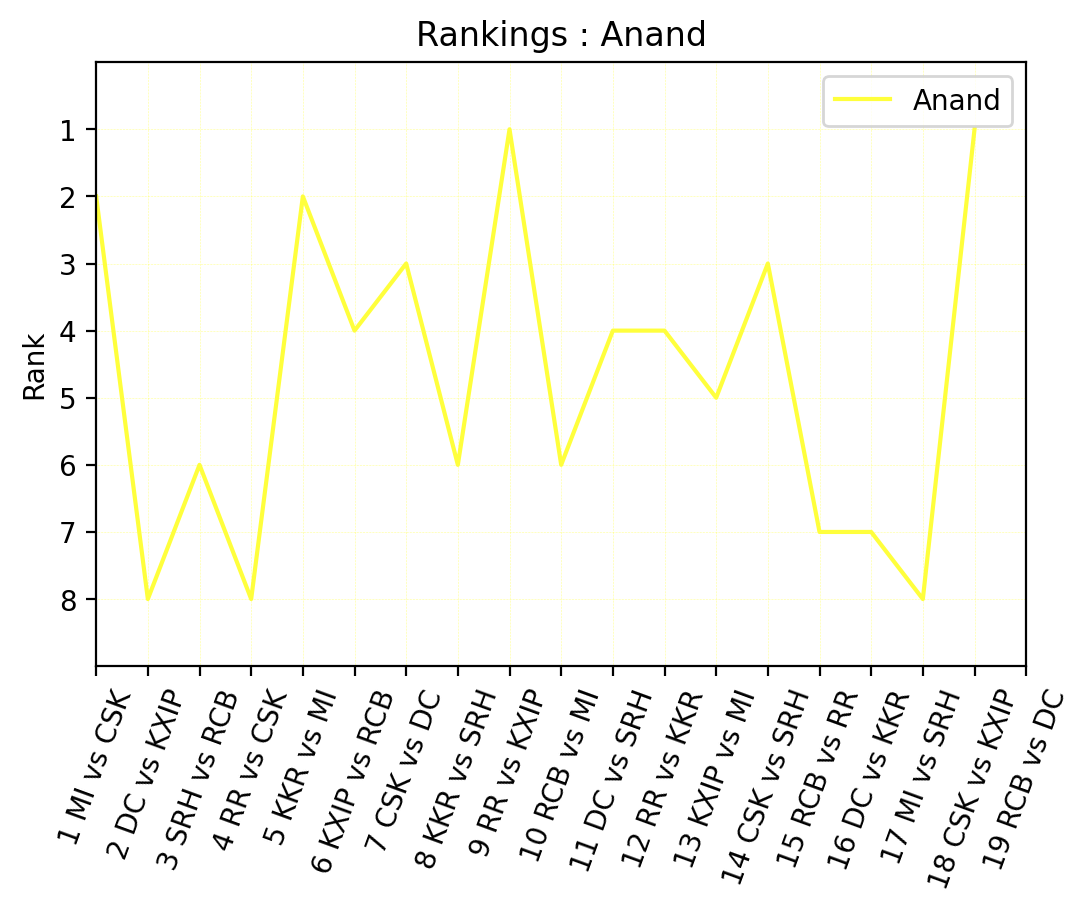 Rankings : Anand
Anand
Rank
1
2
3
4
5
6
7
8
1 MI vs CSK
2 DC vs KXIP
3 SRH vs RCB
4 RR vs CSK
5 KKR vs MI
6 KXIP vs RCB
7 CSK vs DC
8 KKR vs SRH
9 RR vs KXIP
10 RCB vs MI
11 DC vs SRH
12 RR vs KKR
13 KXIP vs MI
14 CSK vs SRH
15 RCB vs RR
16 DC vs KKR
17 MI vs SRH
18 CSK vs KXIP
19 RCB vs DC